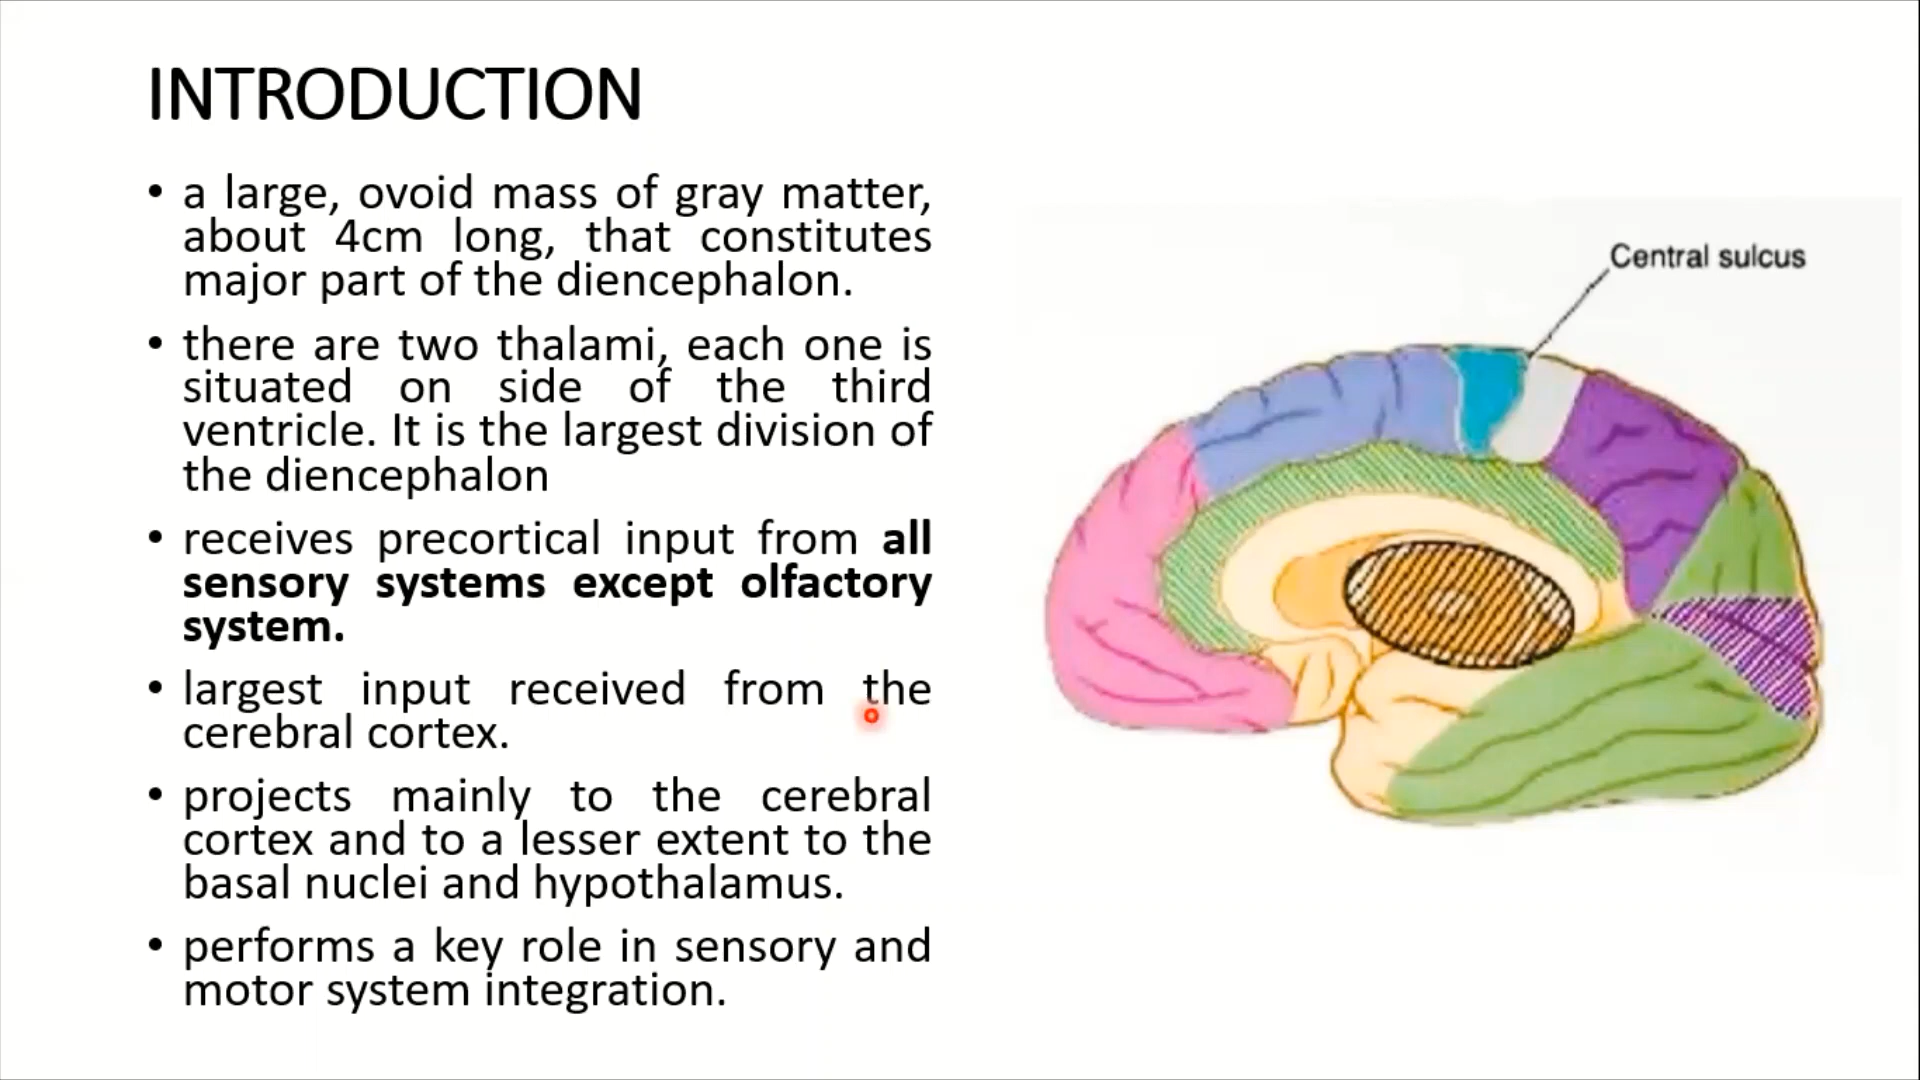 INTRODUCTION
• a large, ovoid mass of gray matter,
about 4cm long, that constitutes
major part of the diencephalon.
• there are two thalami, each one is
situated on side of the third
ventricle. It is the largest division of
the diencephalon
• receives precortical input from all
sensory systems except olfactory
system.
• largest input received from the
cerebral cortex.
• projects mainly to the cerebral
cortex and to a lesser extent to the
basal nuclei and hypothalamus.
• performs a key role in sensory and
motor system integration.
Central sulcus